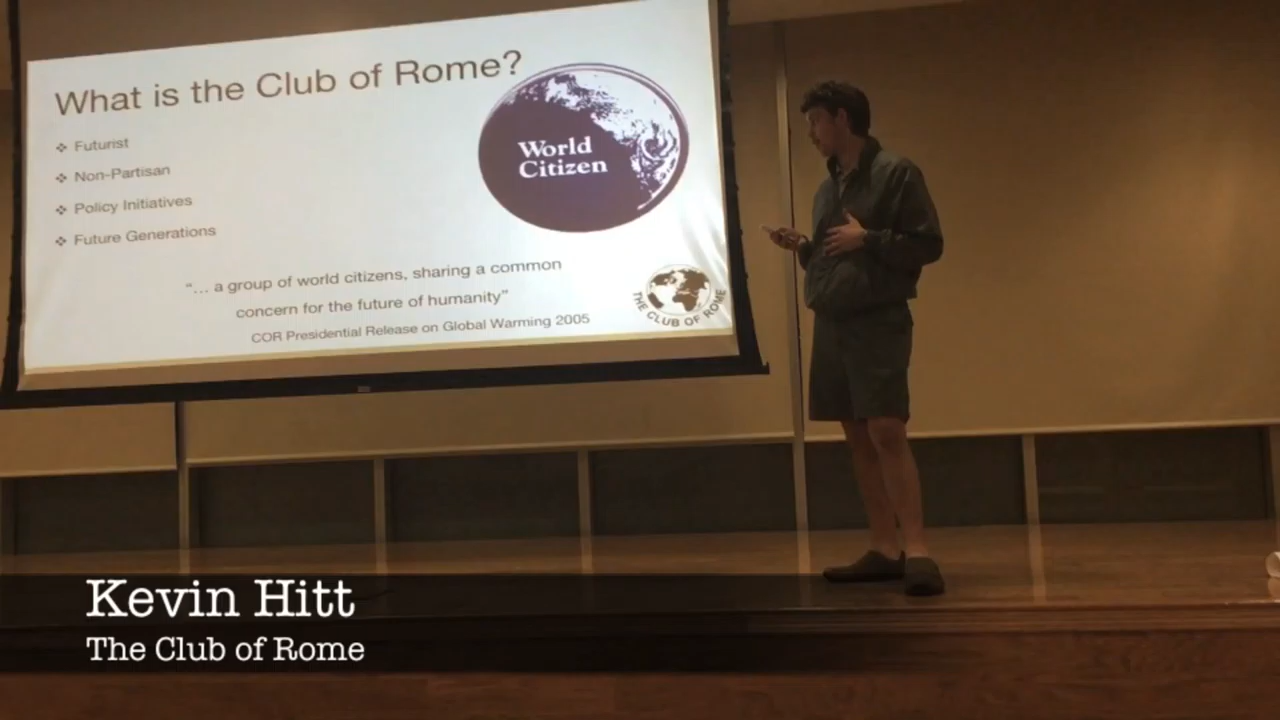 What is the Club of Rome?
❖ Futurist
❖ Non-Partisan
❖ Policy Initiatives
❖ Future Generations
World
Citizen
“... a group of world citizens, sharing a common
concern for the future of humanity”
COR Presidential Release on Global Warming 2005
THE CLUB OF ROME
Kevin Hitt
The Club of Rome